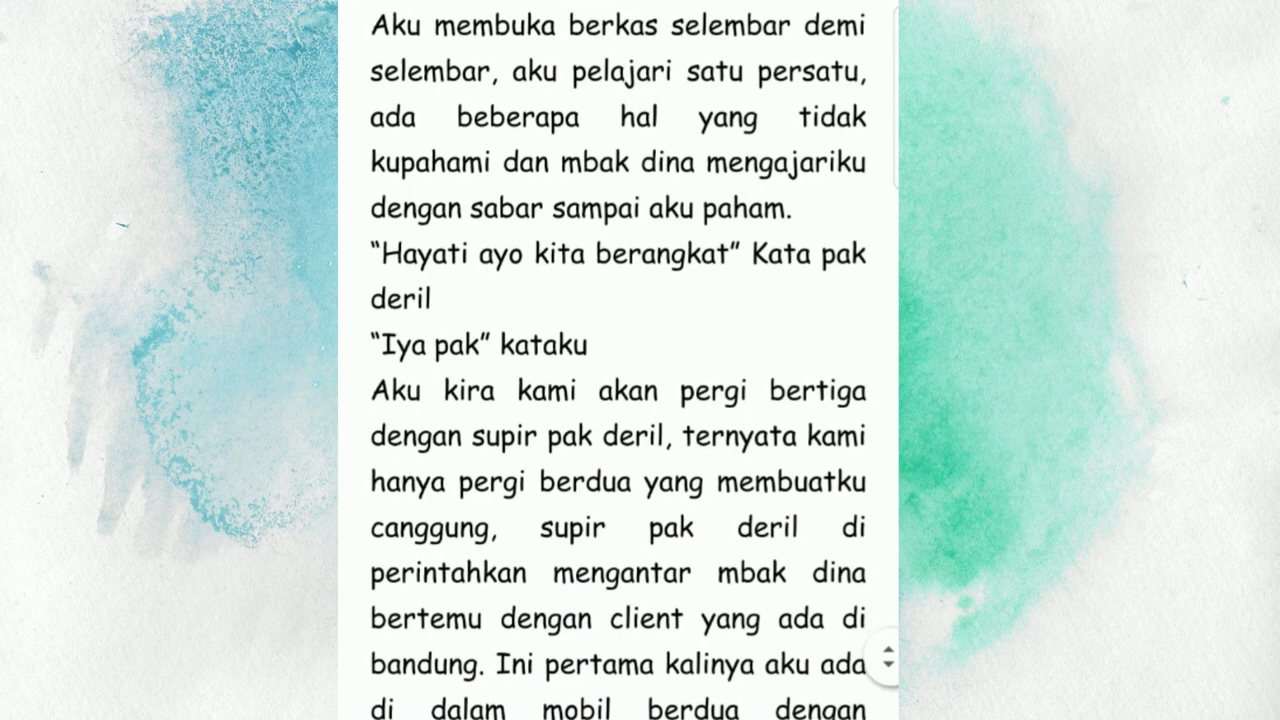 Aku membuka berkas selembar demi
selembar, aku pelajari satu persatu,
ada beberapa hal yang tidak
kupahami dan mbak dina mengajariku
dengan sabar sampai aku paham.
“Hayati ayo kita berangkat” Kata pak
deril
“Iya pak” kataku
Aku kira kami akan pergi bertiga
dengan supir pak deril, ternyata kami
hanya pergi berdua yang membuatku
canggung, supir pak deril di
perintahkan mengantar mbak dina
bertemu dengan client yang ada di
bandung. Ini pertama kalinya aku ada
di dalam mobil berdua dengan